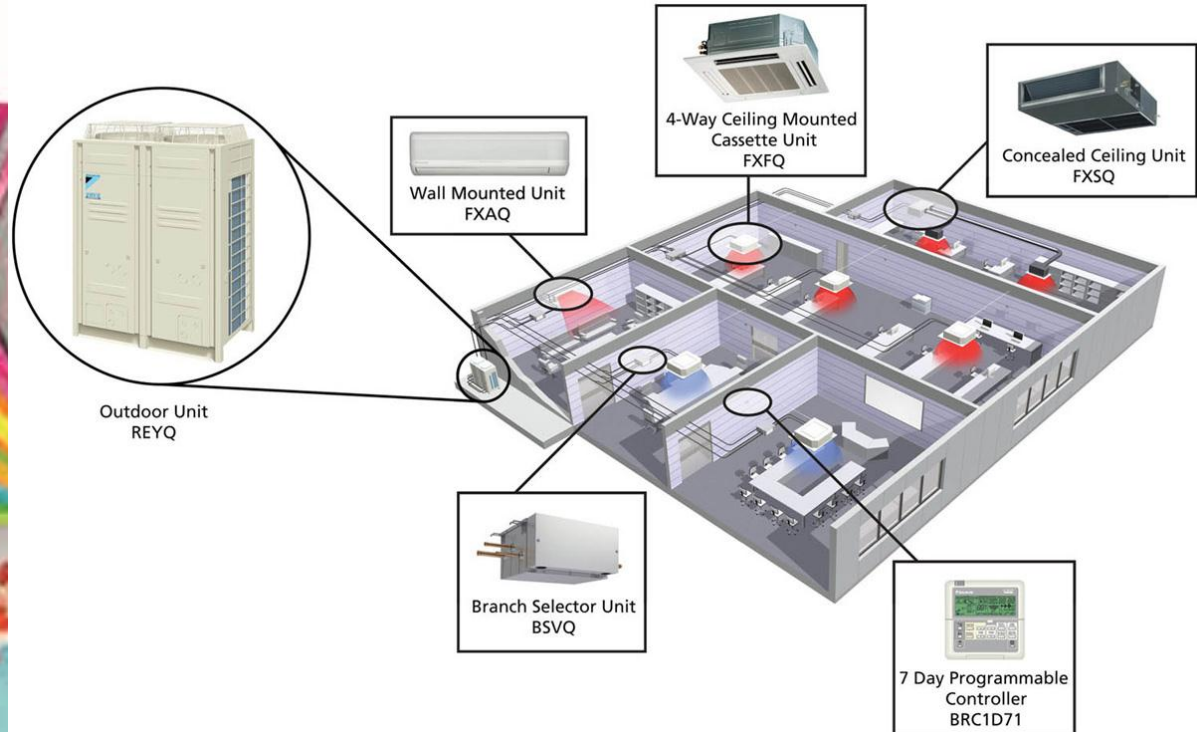 4-Way Ceiling Mounted
Cassette Unit
FXFQ
Concealed Ceiling Unit
FXSQ
Wall Mounted Unit
FXAQ
Outdoor Unit
REYQ
Branch Selector Unit
BSVQ
7 Day Programmable
Controller
BRC1D71